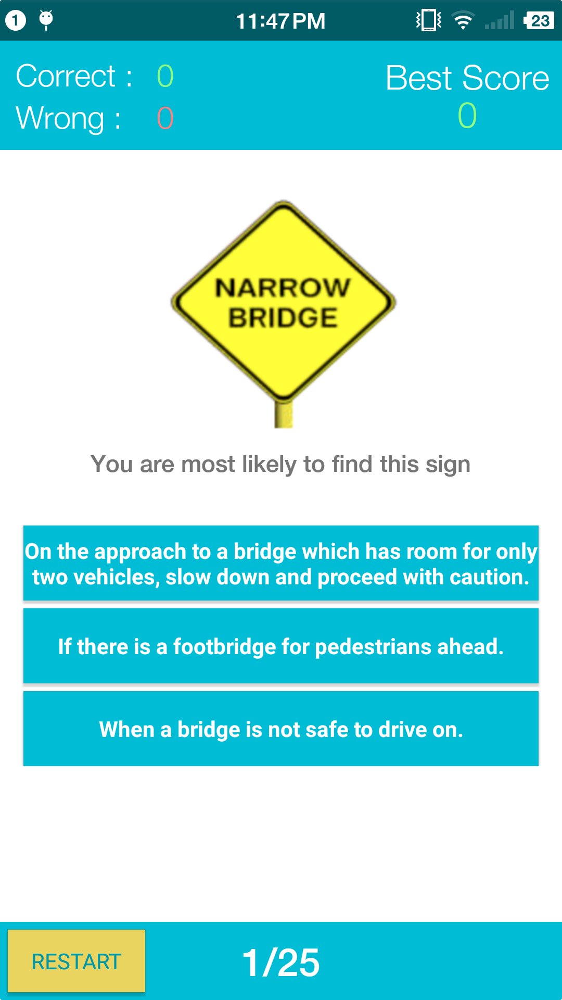 1
11:47 PM
23
Correct : 0
Wrong : 0
Best Score
0
NARROW
BRIDGE
You are most likely to find this sign
On the approach to a bridge which has room for only
two vehicles, slow down and proceed with caution.
If there is a footbridge for pedestrians ahead.
When a bridge is not safe to drive on.
RESTART
1/25